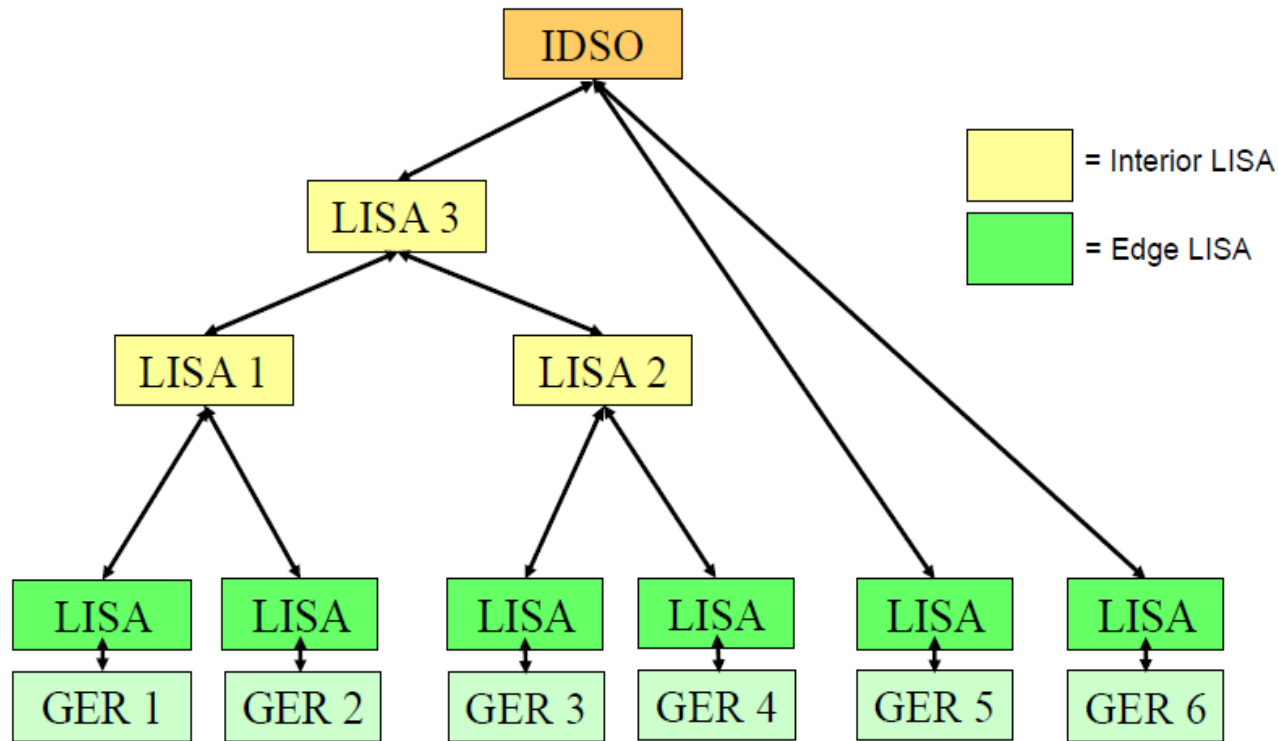 IDSO
= Interior LISA
LISA 3
= Edge LISA
LISA 1
LISA 2
LISA
LISA
LISA
LISA
LISA
LISA
GER 1
GER 2
GER 3
GER 4
GER 5
GER 6